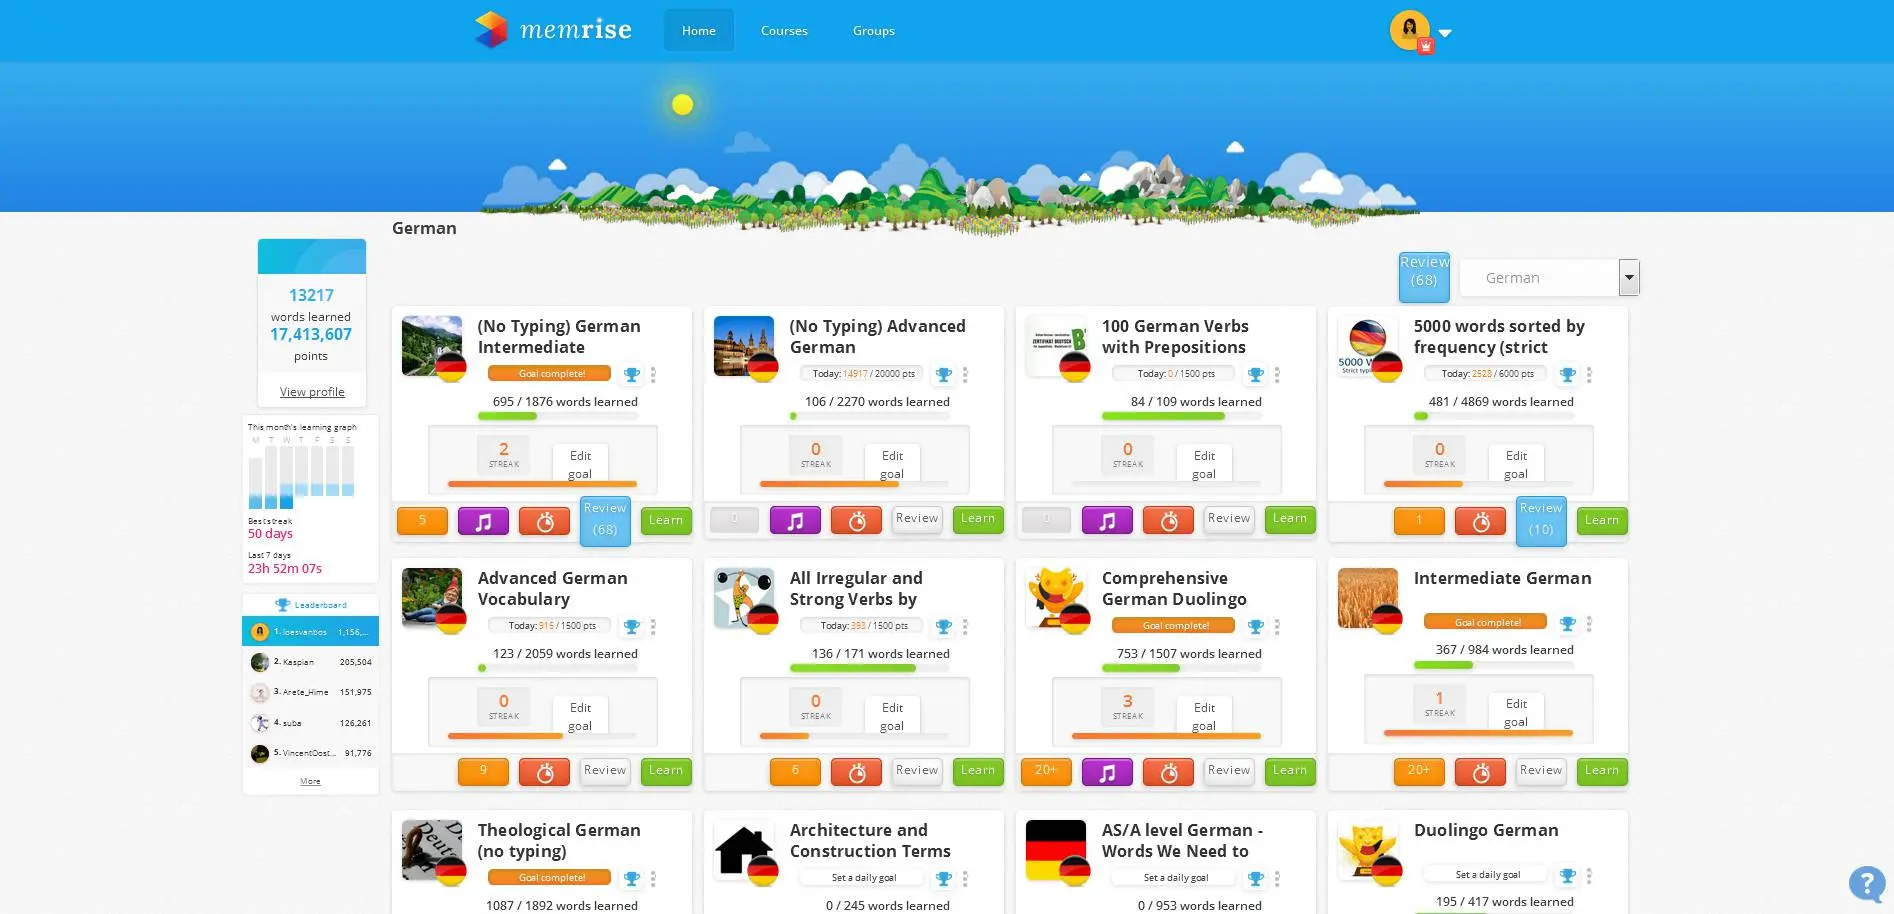 memrise
Home
Courses
Groups
German
Review
(68)
German
13217
words learned
17,413,607
points
View profile
This month's learning graph
M T W T F S S
Best streak
50 days
Last 7 days
23h 52m 07s
Leaderboard
1. loesvanbos 1,156,...
2. Kaspian 205,504
3. Arete_Hime 151,975
4. suba 126,261
5. VincentOost... 91,776
More
(No Typing) German
Intermediate
Goal complete!
695 / 1876 words learned
2
STREAK
Edit
goal
5
Review
(68)
Learn
(No Typing) Advanced
German
Today: 14917 / 20000 pts
106 / 2270 words learned
0
STREAK
Edit
goal
0
Review
Learn
100 German Verbs
with Prepositions
Today: 0 / 1500 pts
84 / 109 words learned
0
STREAK
Edit
goal
0
Review
Learn
5000 words sorted by
frequency (strict
Today: 2528 / 6000 pts
481 / 4869 words learned
0
STREAK
Edit
goal
1
Review
(10)
Learn
Advanced German
Vocabulary
Today: 915 / 1500 pts
123 / 2059 words learned
0
STREAK
Edit
goal
9
Review
Learn
All Irregular and
Strong Verbs by
Today: 393 / 1500 pts
136 / 171 words learned
0
STREAK
Edit
goal
6
Review
Learn
Comprehensive
German Duolingo
Goal complete!
753 / 1507 words learned
3
STREAK
Edit
goal
20+
Review
Learn
Intermediate German
Goal complete!
367 / 984 words learned
1
STREAK
Edit
goal
20+
Review
Learn
Theological German
(no typing)
Goal complete!
1087 / 1892 words learned
Architecture and
Construction Terms
Set a daily goal
0 / 245 words learned
AS/A level German -
Words We Need to
Set a daily goal
0 / 953 words learned
Duolingo German
Set a daily goal
195 / 417 words learned
?